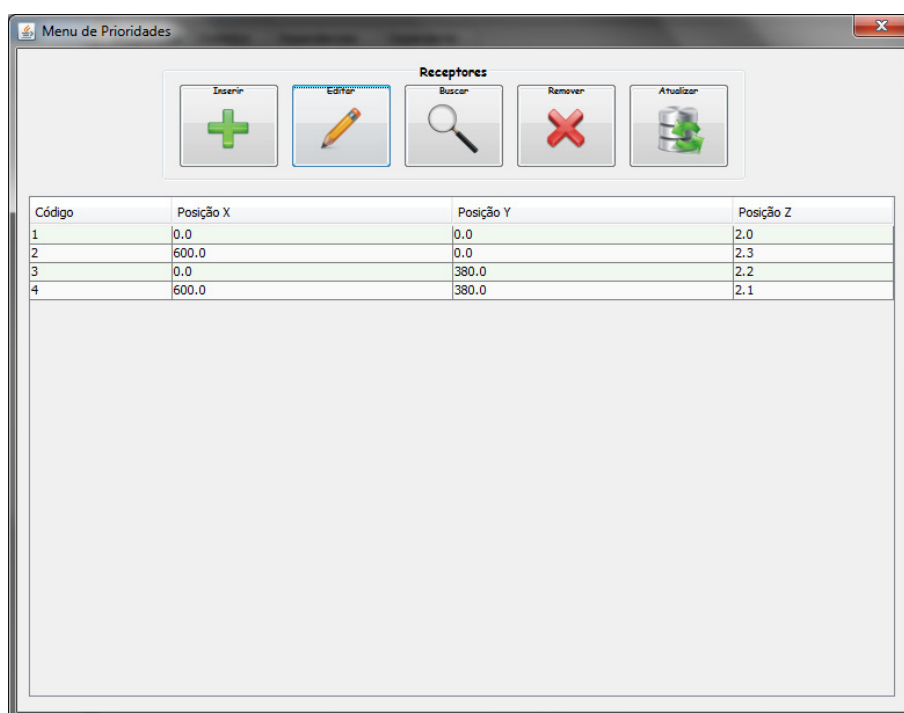 Menu de Prioridades
Receptores
Inserir Editar Buscar Remover Atualizar
Código Posição X Posição Y Posição Z
1 0.0 0.0 2.0
2 600.0 0.0 2.3
3 0.0 380.0 2.2
4 600.0 380.0 2.1